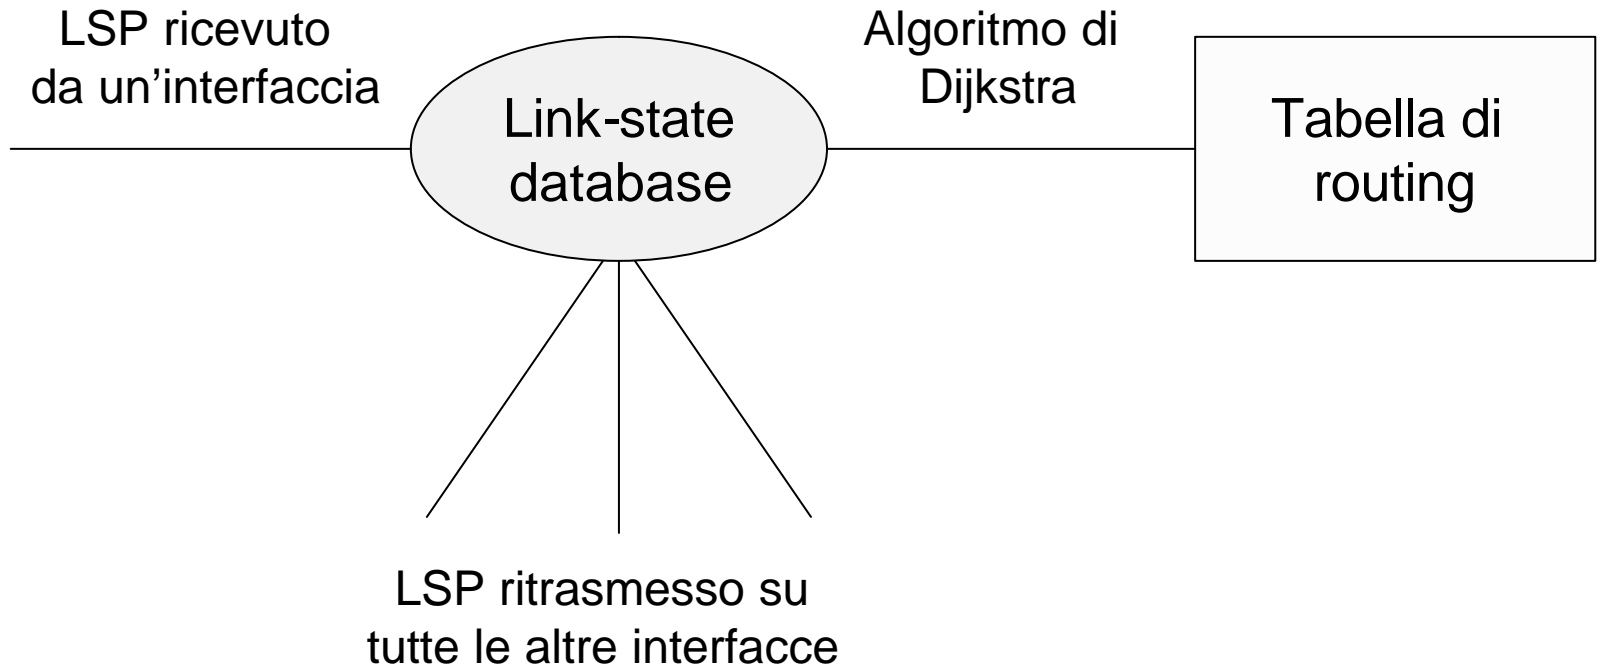 LSP ricevuto
da un’interfaccia
Link-state
database
Algoritmo di
Dijkstra
Tabella di
routing
LSP ritrasmesso su
tutte le altre interfacce